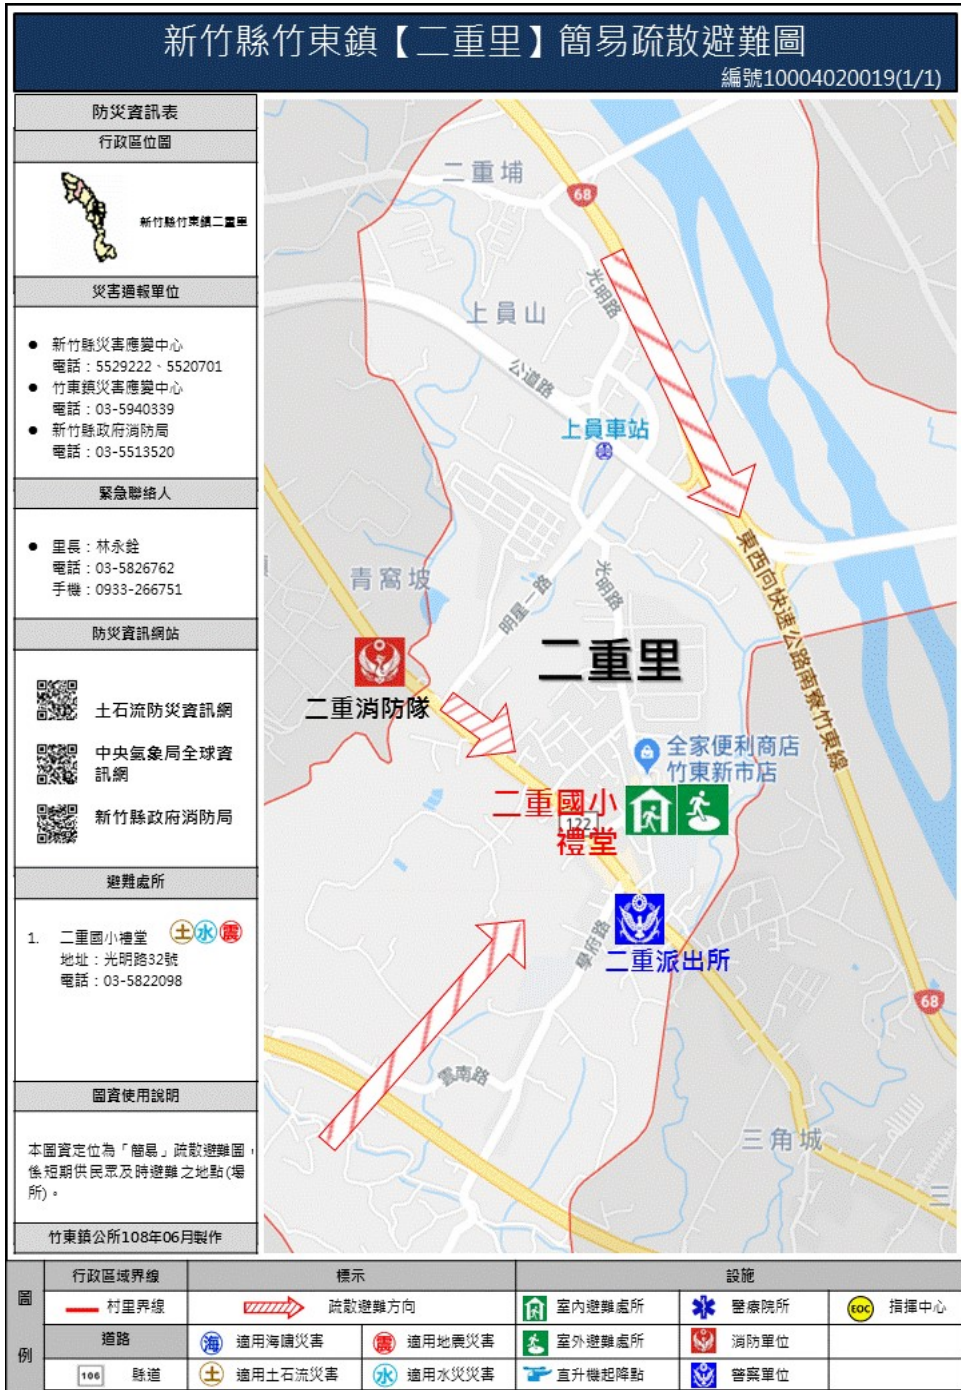 新竹縣竹東鎮【二重里】簡易疏散避難圖
編號10004020019(1/1)
防災資訊表
行政區位圖
新竹縣竹東鎮二重里
災害通報單位
● 新竹縣災害應變中心
電話：5529222、5520701
● 竹東鎮災害應變中心
電話：03-5940339
● 新竹縣政府消防局
電話：03-5513520
緊急聯絡人
● 里長：林永銓
電話：03-5826762
手機：0933-266751
防災資訊網站
土石流防災資訊網
中央氣象局全球資
訊網
新竹縣政府消防局
避難處所
1. 二重國小禮堂 土 水 震
地址：光明路32號
電話：03-5822098
圖資使用說明
本圖資定位為「簡易」疏散避難圖，
係短期供民眾及時避難之地點(場
所)。
竹東鎮公所108年06月製作
二重埔
68
光明路
上員山
公道路
上員車站
東西向快速公路南寮竹東線
青窩坡
明星一路
光明路
二重里
二重消防隊
全家便利商店
竹東新市店
二重國小
禮堂
122
學府路
二重派出所
68
雲南路
三角城
三
圖例
行政區域界線
標示
設施
村里界線
疏散避難方向
室內避難處所
醫療院所
EOC 指揮中心
道路
海 適用海嘯災害
震 適用地震災害
室外避難處所
消防單位
106 縣道
土 適用土石流災害
水 適用水災災害
直升機起降點
警察單位